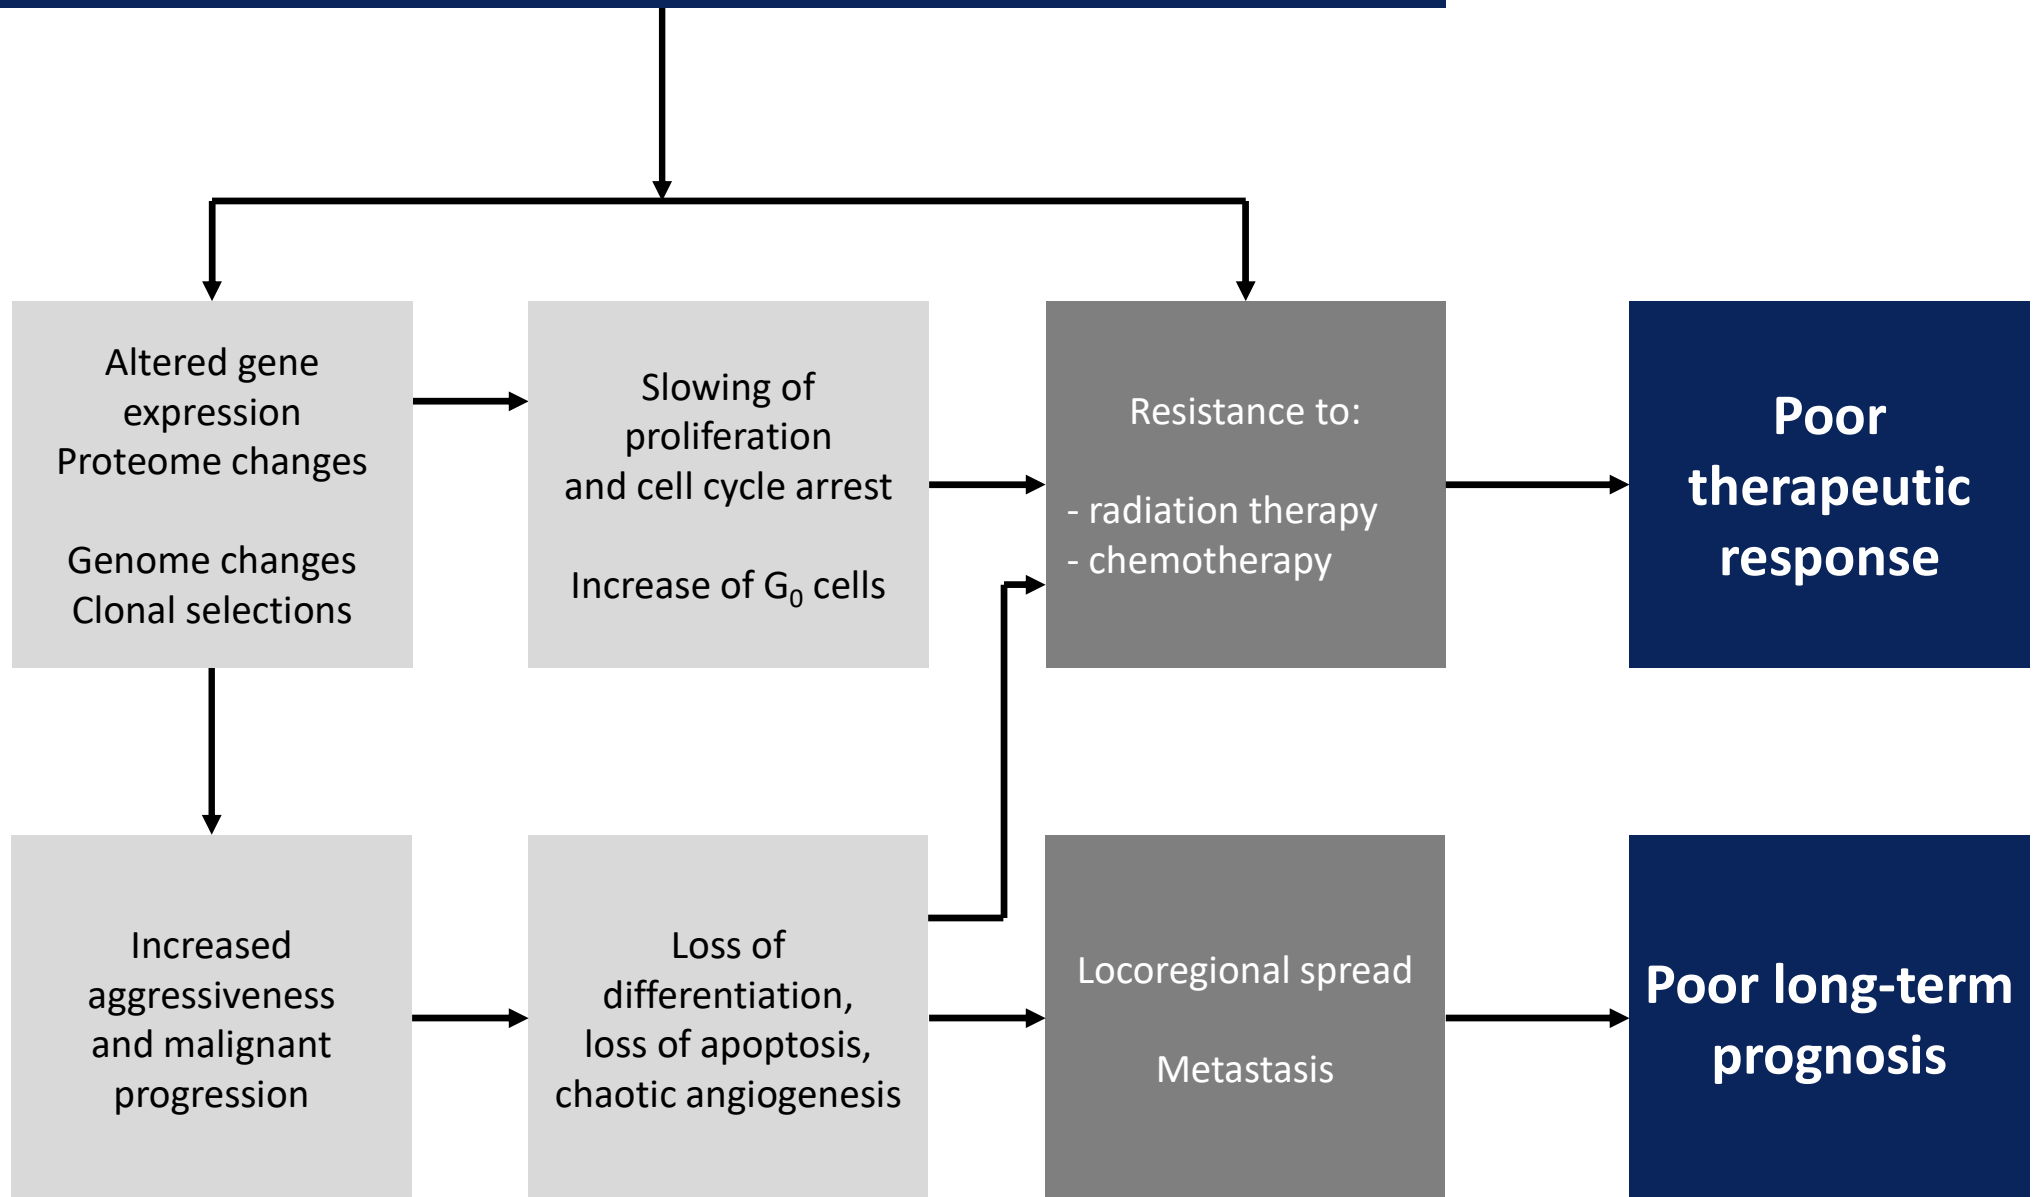 Altered gene
expression
Proteome changes
Genome changes
Clonal selections
Slowing of
proliferation
and cell cycle arrest
Increase of G₀ cells
Resistance to:
- radiation therapy
- chemotherapy
Poor
therapeutic
response
Increased
aggressiveness
and malignant
progression
Loss of
differentiation,
loss of apoptosis,
chaotic angiogenesis
Locoregional spread
Metastasis
Poor long-term
prognosis